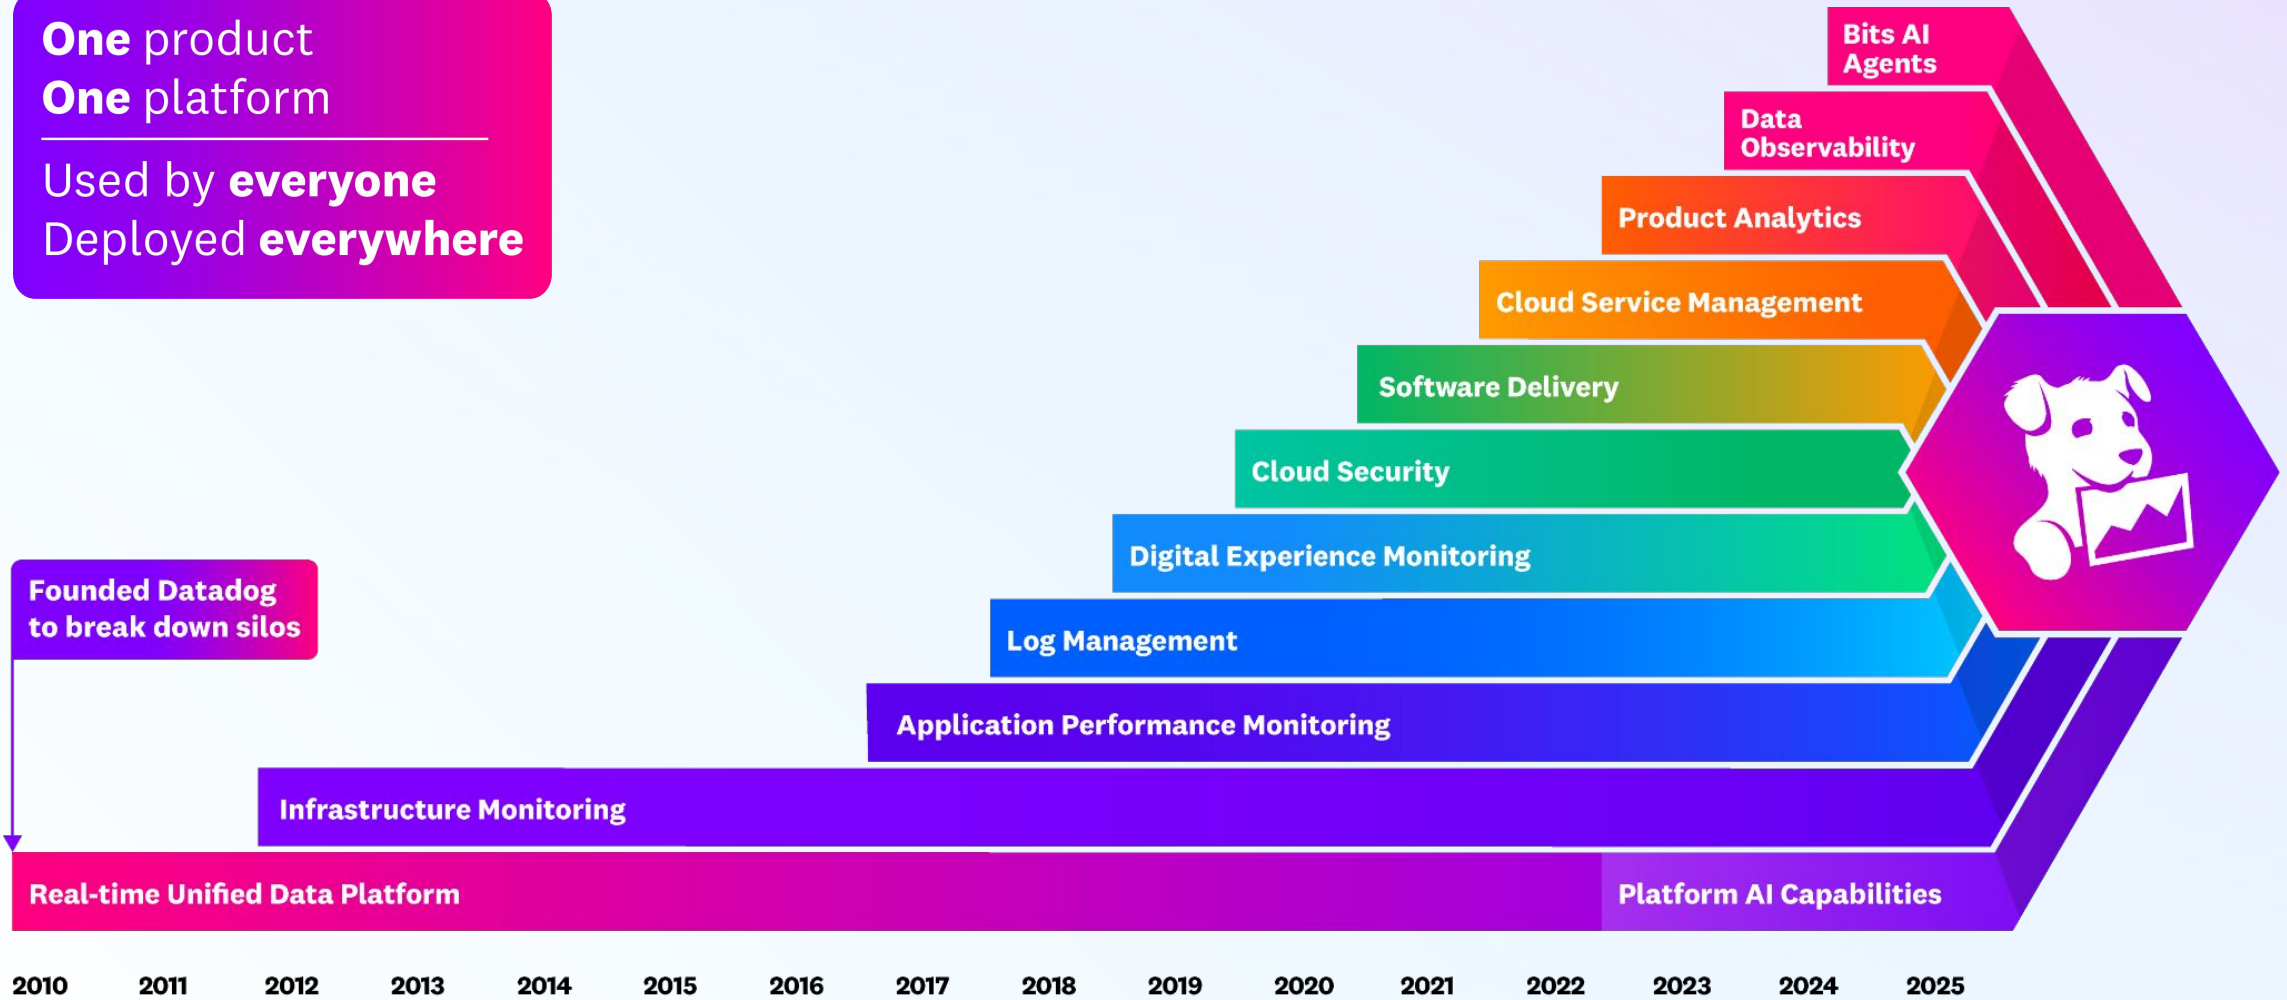 One product
One platform
Used by everyone
Deployed everywhere
Bits AI
Agents
Data
Observability
Product Analytics
Cloud Service Management
Software Delivery
Cloud Security
Digital Experience Monitoring
Founded Datadog
to break down silos
Log Management
Application Performance Monitoring
Infrastructure Monitoring
Real-time Unified Data Platform
Platform AI Capabilities
2010 2011 2012 2013 2014 2015 2016 2017 2018 2019 2020 2021 2022 2023 2024 2025